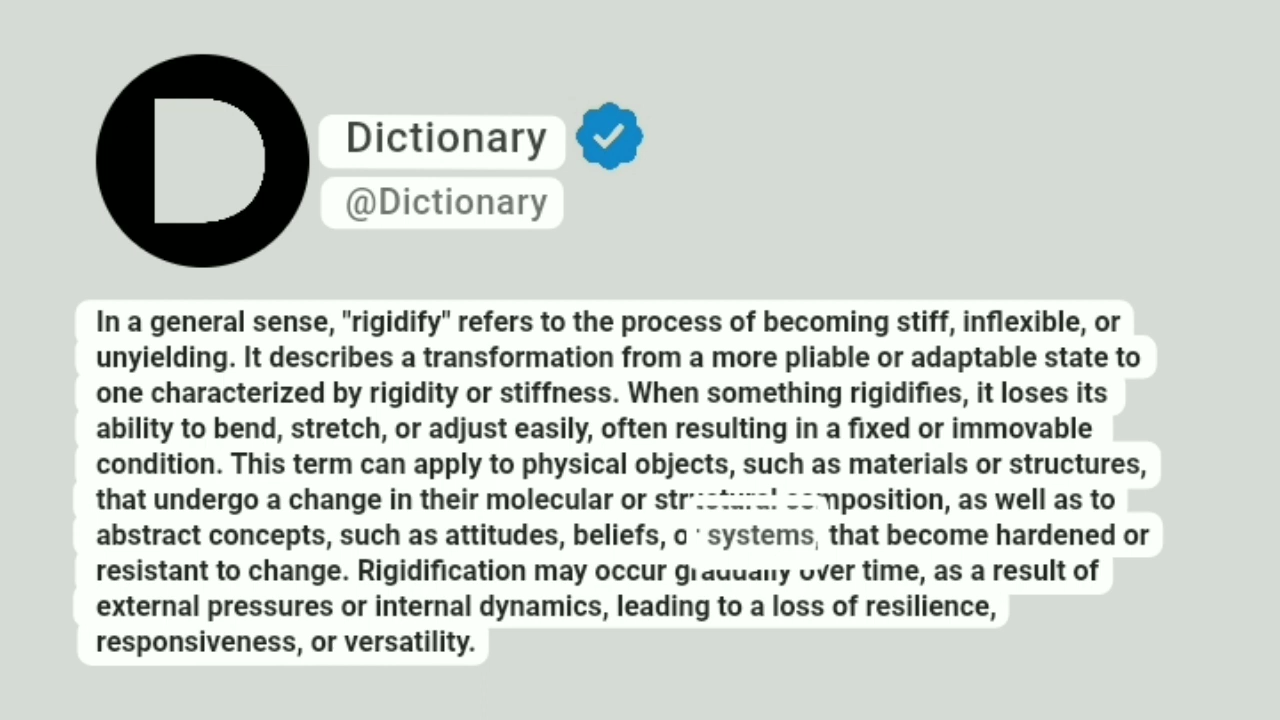 D
Dictionary
@Dictionary
In a general sense, "rigidify" refers to the process of becoming stiff, inflexible, or
unyielding. It describes a transformation from a more pliable or adaptable state to
one characterized by rigidity or stiffness. When something rigidifies, it loses its
ability to bend, stretch, or adjust easily, often resulting in a fixed or immovable
condition. This term can apply to physical objects, such as materials or structures,
that undergo a change in their molecular or structural composition, as well as to
abstract concepts, such as attitudes, beliefs, or systems, that become hardened or
resistant to change. Rigidification may occur gradually over time, as a result of
external pressures or internal dynamics, leading to a loss of resilience,
responsiveness, or versatility.